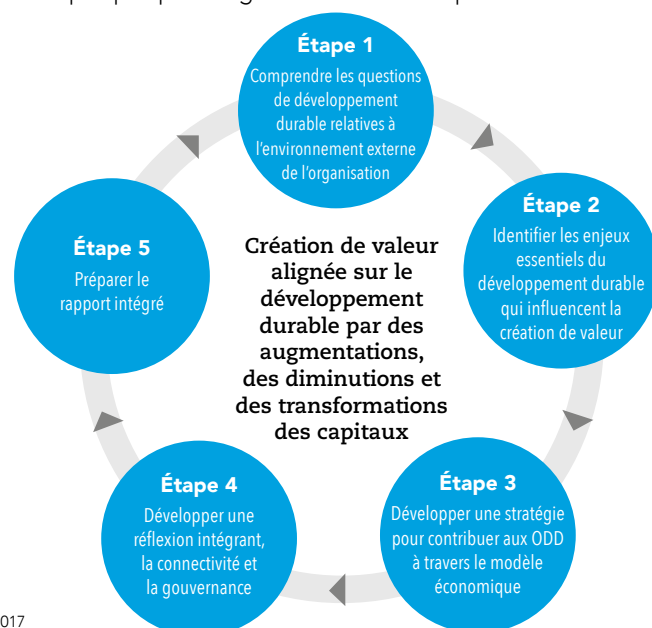 Étape 1
Comprendre les questions
de développement
durable relatives à
l'environnement externe
de l'organisation
Étape 2
Identifier les enjeux
essentiels du
développement durable
qui influencent la
création de valeur
Étape 5
Préparer le
rapport intégré
Création de valeur
alignée sur le
développement
durable par des
augmentations,
des diminutions et
des transformations
des capitaux
Étape 4
Développer une
réflexion intégrant,
la connectivité et
la gouvernance
Étape 3
Développer une stratégie
pour contribuer aux ODD
à travers le modèle
économique
017